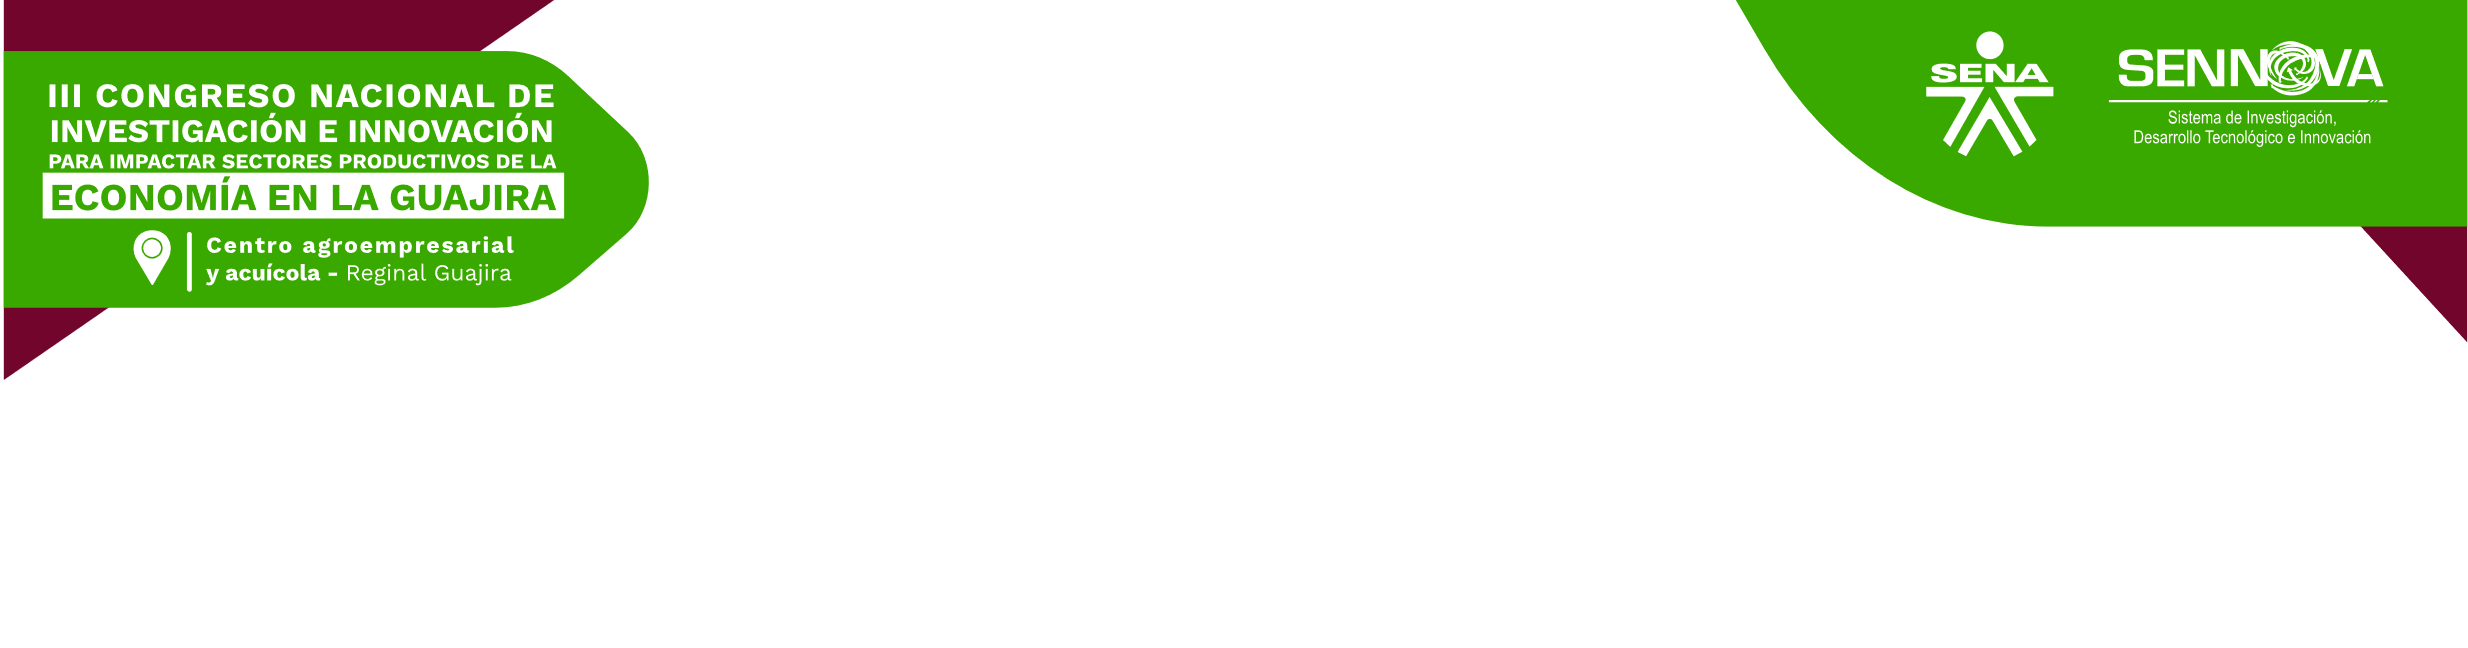 III CONGRESO NACIONAL DE
INVESTIGACIÓN E INNOVACIÓN
PARA IMPACTAR SECTORES PRODUCTIVOS DE LA
ECONOMÍA EN LA GUAJIRA
Centro agroempresarial
y acuícola - Reginal Guajira
SENA
SENNOVA
Sistema de Investigación,
Desarrollo Tecnológico e Innovación